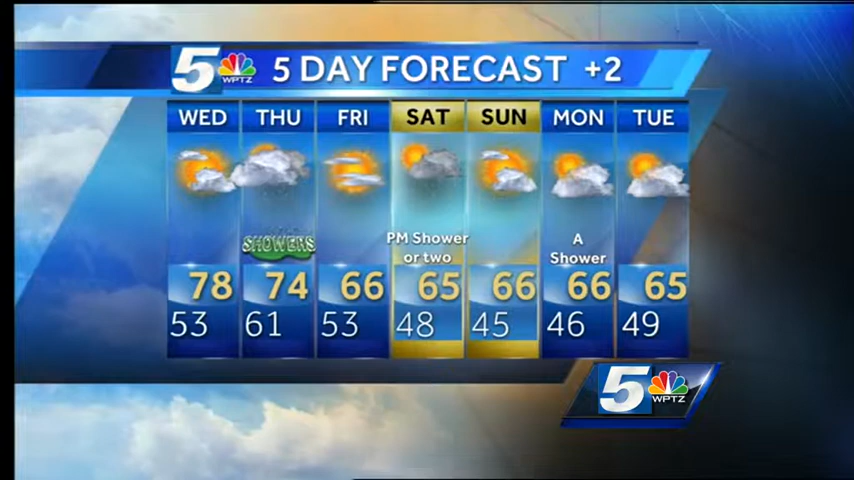 5 WPTZ 5 DAY FORECAST +2
WED THU FRI SAT SUN MON TUE
SHOWERS
PM Shower
or two
A
Shower
78 74 66 65 66 66 65
53 61 53 48 45 46 49
5 WPTZ